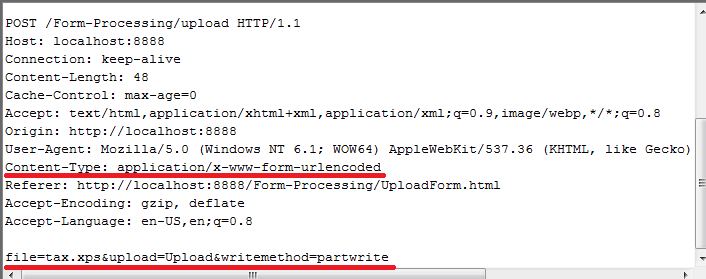 POST /Form-Processing/upload HTTP/1.1
Host: localhost:8888
Connection: keep-alive
Content-Length: 48
Cache-Control: max-age=0
Accept: text/html,application/xhtml+xml,application/xml;q=0.9,image/webp,*/*;q=0.8
Origin: http://localhost:8888
User-Agent: Mozilla/5.0 (Windows NT 6.1; WOW64) AppleWebKit/537.36 (KHTML, like Gecko)
Content-Type: application/x-www-form-urlencoded
Referer: http://localhost:8888/Form-Processing/UploadForm.html
Accept-Encoding: gzip, deflate
Accept-Language: en-US,en;q=0.8
file=tax.xps&upload=Upload&writemethod=partwrite